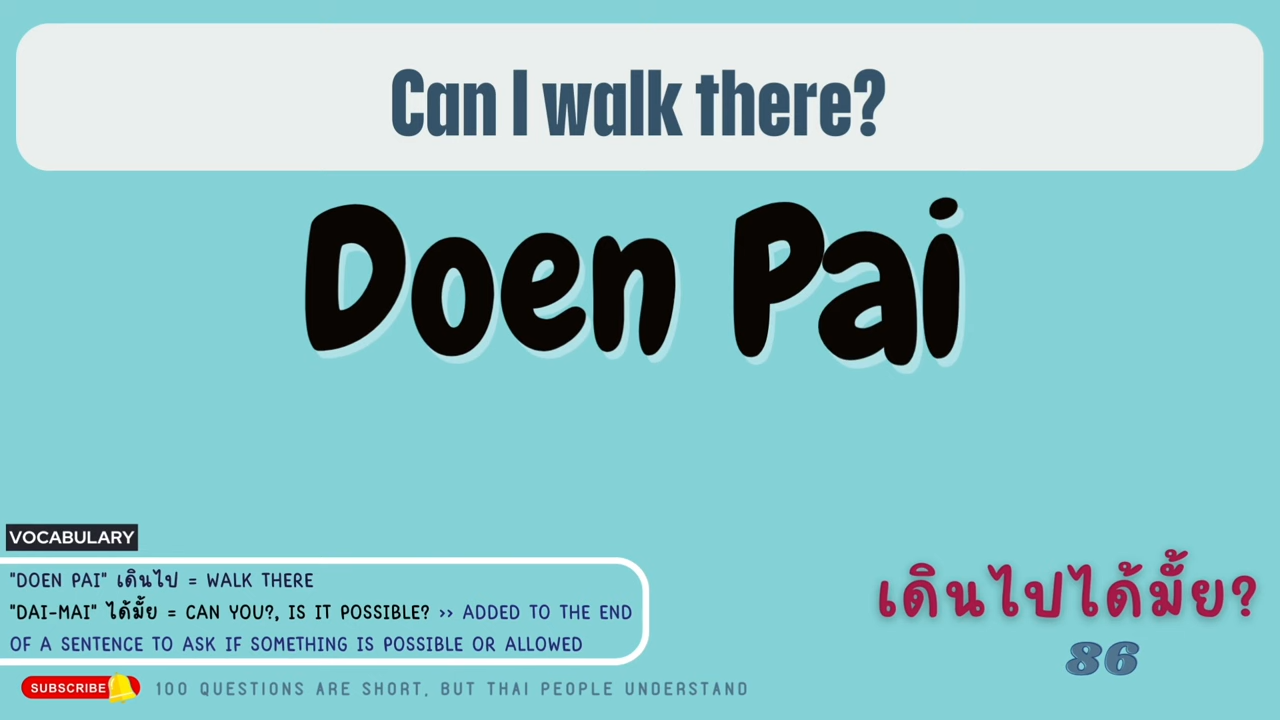 Can I walk there?
Doen Pai
VOCABULARY
"DOEN PAI" เดินไป = WALK THERE
"DAI-MAI" ได้มั้ย = CAN YOU?, IS IT POSSIBLE? >> ADDED TO THE END
OF A SENTENCE TO ASK IF SOMETHING IS POSSIBLE OR ALLOWED
เดินไปได้มั้ย?
86
SUBSCRIBE
100 QUESTIONS ARE SHORT, BUT THAI PEOPLE UNDERSTAND